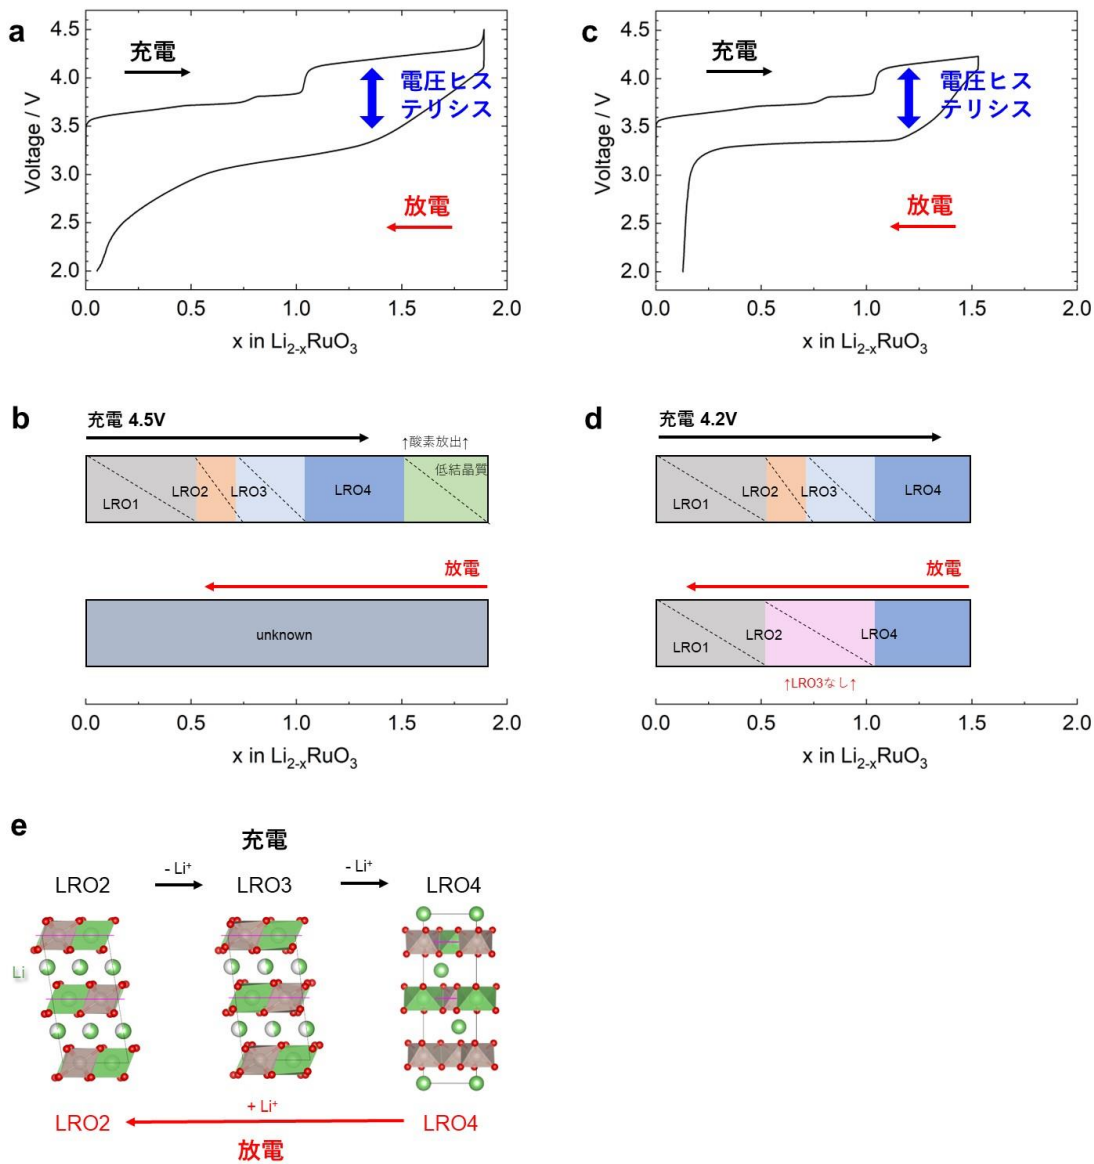 a
4.5
4.0
3.5
3.0
2.5
2.0
Voltage / V
充電
電圧ヒス
テリシス
放電
0.0 0.5 1.0 1.5 2.0
x in Li2-xRuO3
c
4.5
4.0
3.5
3.0
2.5
2.0
Voltage / V
充電
電圧ヒス
テリシス
放電
0.0 0.5 1.0 1.5 2.0
x in Li2-xRuO3
b
充電 4.5V
↑酸素放出↑
低結晶質
LRO1 LRO2 LRO3 LRO4
放電
unknown
0.0 0.5 1.0 1.5 2.0
x in Li2-xRuO3
d
充電 4.2V
LRO1 LRO2 LRO3 LRO4
放電
LRO1 LRO2 LRO4
↑LRO3なし↑
0.0 0.5 1.0 1.5 2.0
x in Li2-xRuO3
e
充電
- Li+ - Li+
LRO2 LRO3 LRO4
Li
+ Li+
LRO2 LRO4
放電